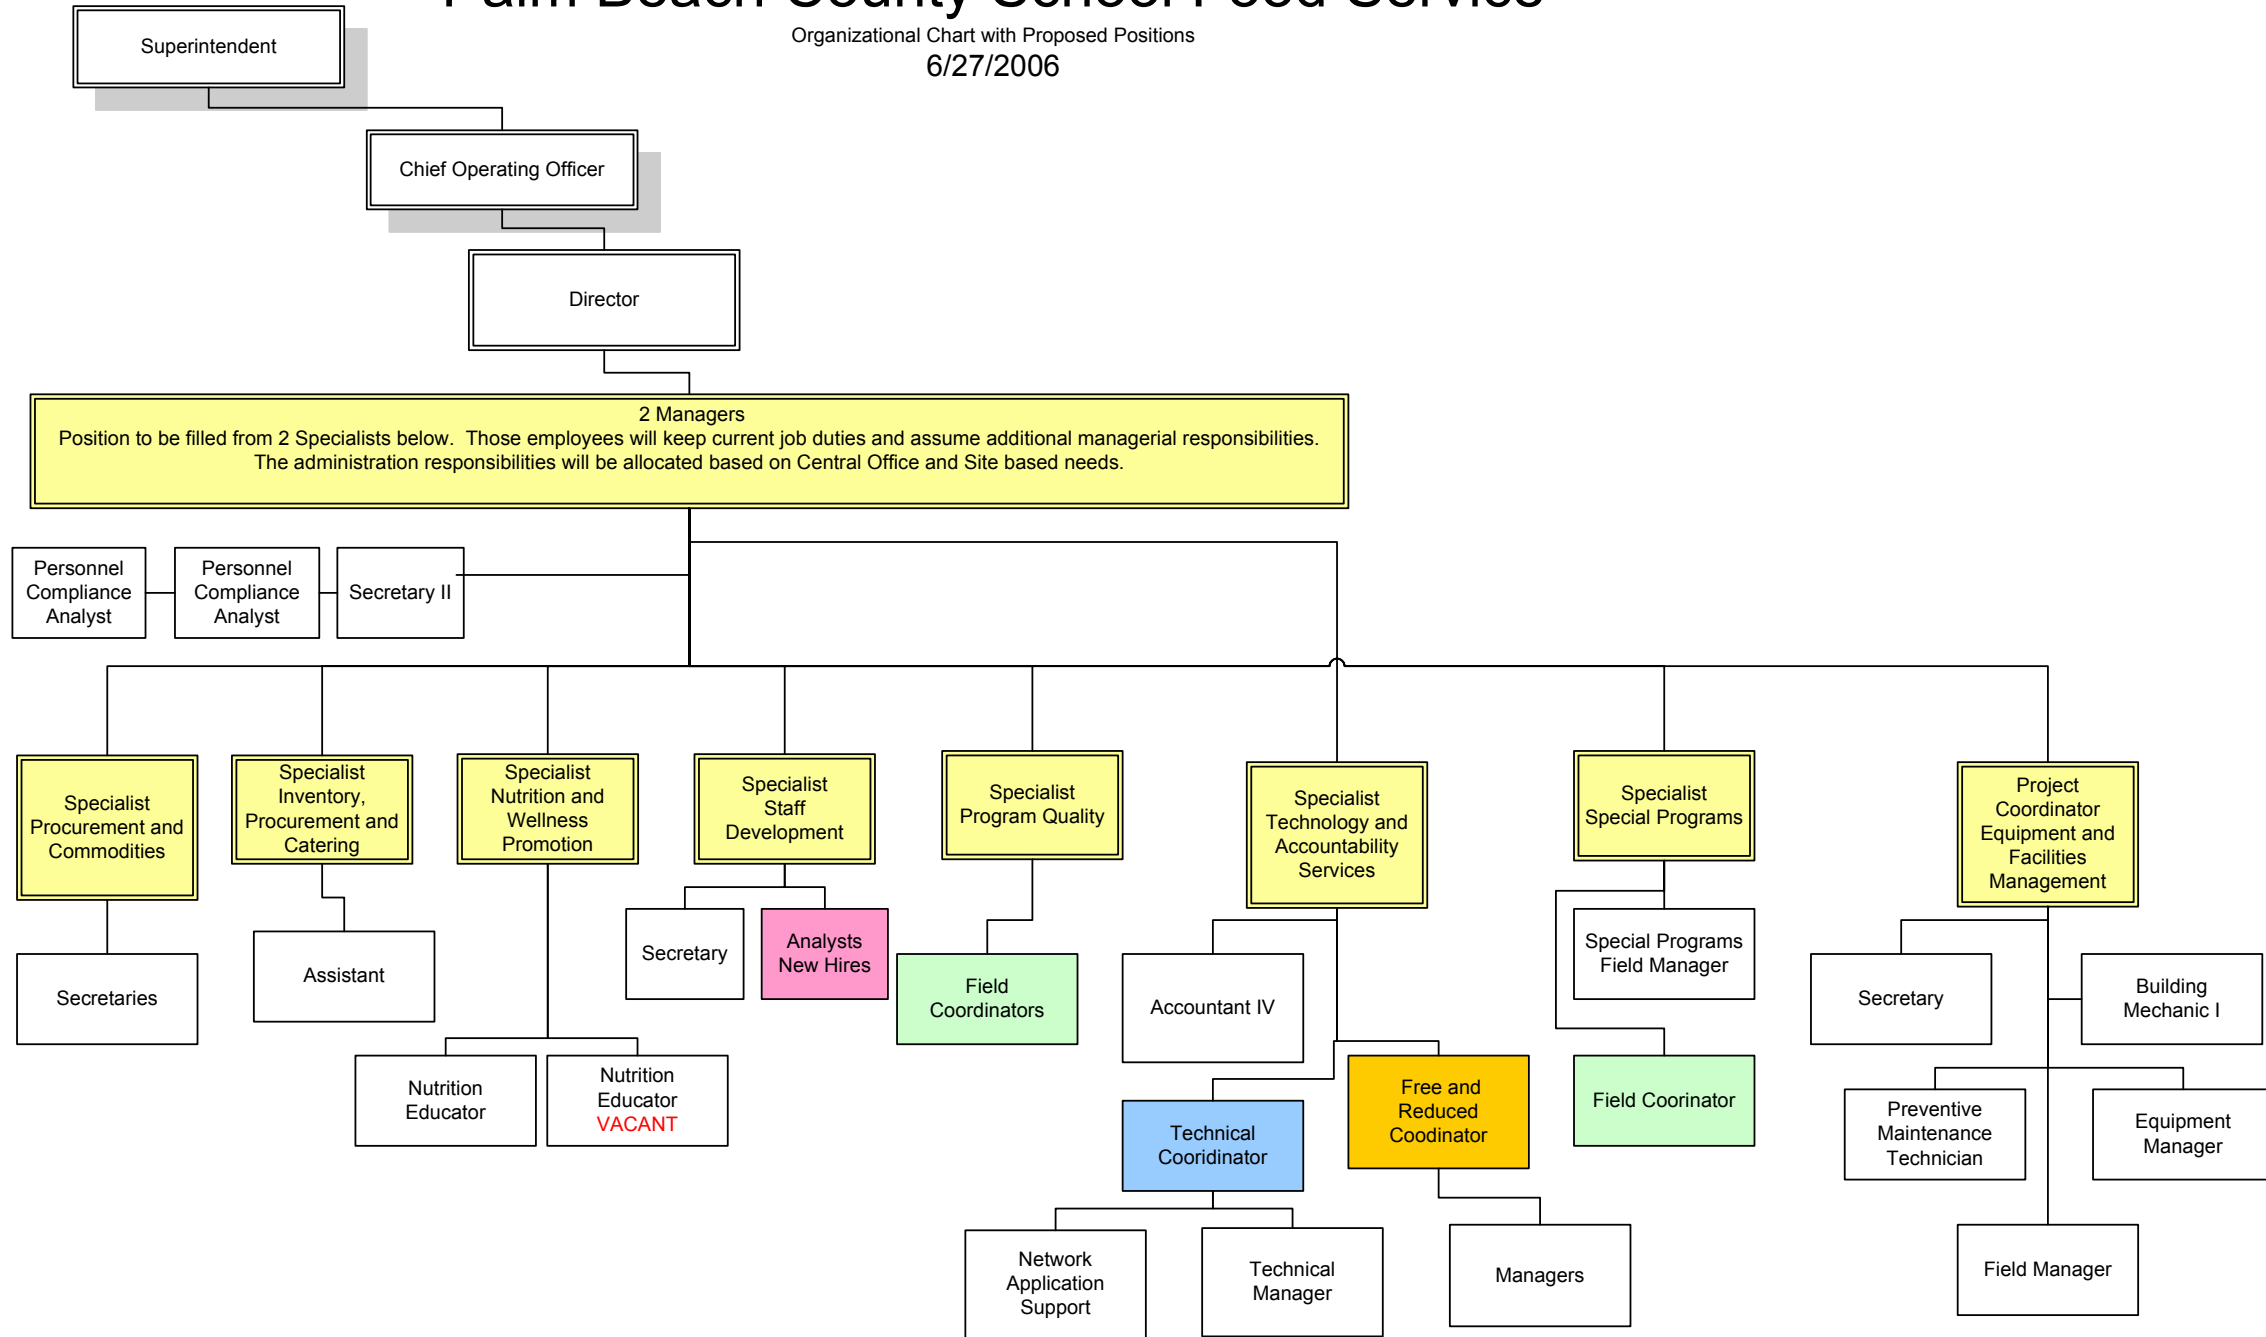 Palm Beach County School Food Service
Organizational Chart with Proposed Positions
6/27/2006
Superintendent
Chief Operating Officer
Director
2 Managers
Position to be filled from 2 Specialists below.  Those employees will keep current job duties and assume additional managerial responsibilities.
The administration responsibilities will be allocated based on Central Office and Site based needs.
Personnel
Compliance
Analyst
Personnel
Compliance
Analyst
Secretary II
Specialist
Procurement and
Commodities
Specialist
Inventory,
Procurement and
Catering
Specialist
Nutrition and
Wellness
Promotion
Specialist
Staff
Development
Specialist
Program Quality
Specialist
Technology and
Accountability
Services
Specialist
Special Programs
Project
Coordinator
Equipment and
Facilities
Management
Secretaries
Assistant
Nutrition
Educator
Nutrition
Educator
VACANT
Secretary
Analysts
New Hires
Field
Coordinators
Accountant IV
Technical
Cooridinator
Free and
Reduced
Coodinator
Special Programs
Field Manager
Field Coorinator
Secretary
Building
Mechanic I
Preventive
Maintenance
Technician
Equipment
Manager
Network
Application
Support
Technical
Manager
Managers
Field Manager